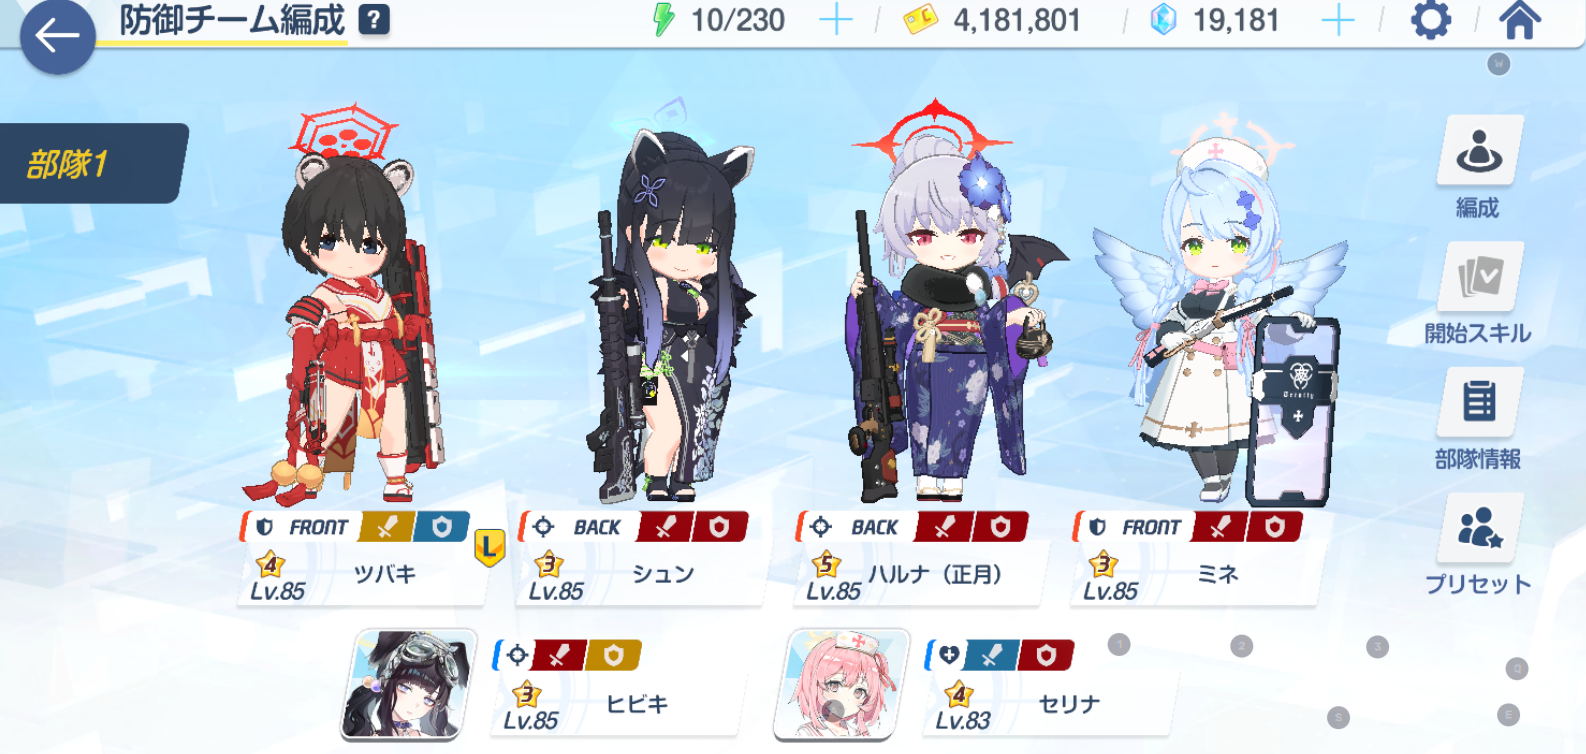 防御チーム編成 ?
10/230
4,181,801
19,181
W
部隊1
編成
開始スキル
部隊情報
プリセット
FRONT
4
Lv.85
ツバキ
L
BACK
3
Lv.85
シュン
BACK
5
Lv.85
ハルナ（正月）
FRONT
3
Lv.85
ミネ
3
Lv.85
ヒビキ
4
Lv.83
セリナ
1
2
3
Q
S
E